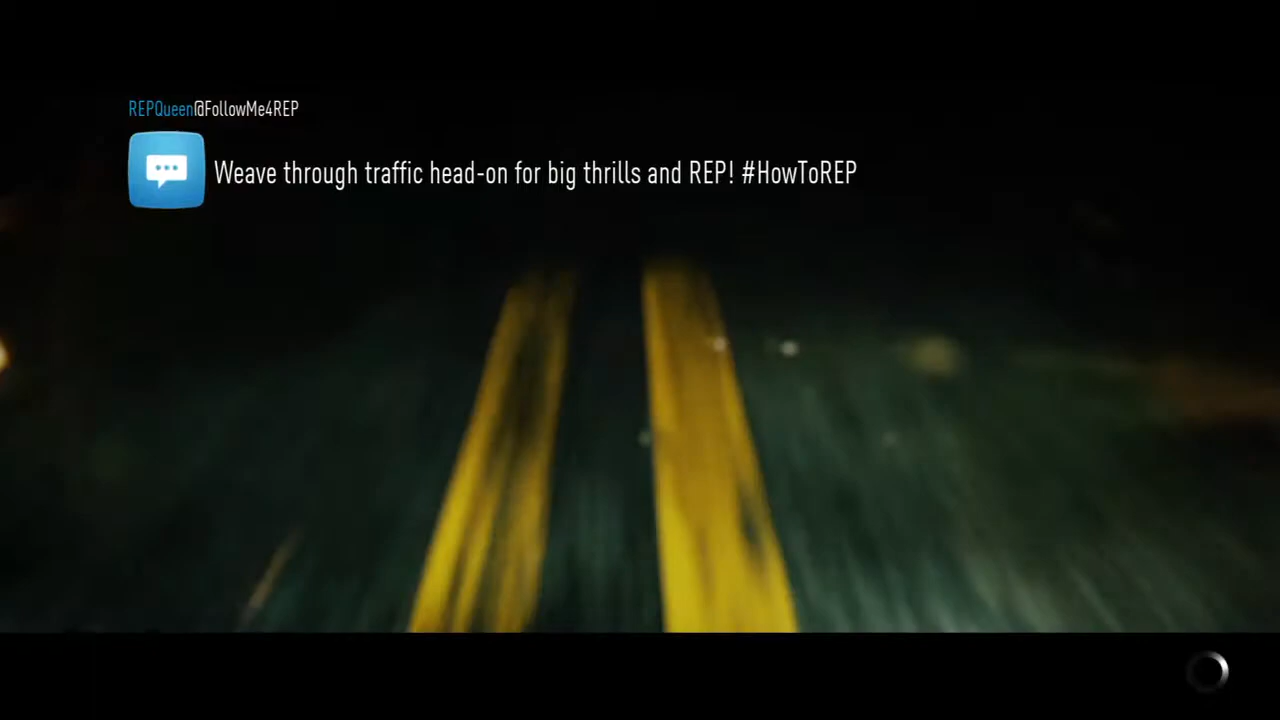 REPQueen@FollowMe4REP
Weave through traffic head-on for big thrills and REP! #HowToREP